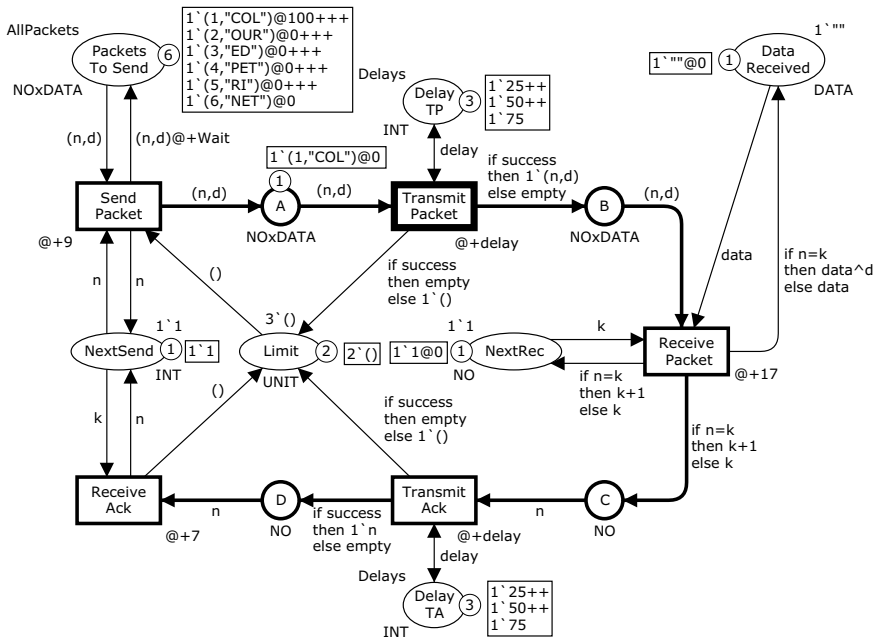 AllPackets
Packets
To Send
6
NOxDATA
1`(1,"COL")@100+++
1`(2,"OUR")@0+++
1`(3,"ED")@0+++
1`(4,"PET")@0+++
1`(5,"RI")@0+++
1`(6,"NET")@0
Delays
Delay
TP
3
INT
1`25++
1`50++
1`75
1`""
1`""@0
1
Data
Received
DATA
(n,d)
(n,d)@+Wait
delay
1`(1,"COL")@0
1
if success
then 1`(n,d)
else empty
Send
Packet
@+9
(n,d)
A
NOxDATA
(n,d)
Transmit
Packet
@+delay
B
NOxDATA
(n,d)
n
n
()
if success
then empty
else 1`()
data
if n=k
then data^d
else data
1`1
NextSend
1
1`1
INT
3`()
Limit
2
2`()
UNIT
1`1
1`1@0
1
NextRec
NO
k
if n=k
then k+1
else k
Receive
Packet
@+17
k
n
()
if success
then empty
else 1`()
if n=k
then k+1
else k
Receive
Ack
@+7
n
D
NO
if success
then 1`n
else empty
Transmit
Ack
@+delay
n
C
NO
delay
Delays
Delay
TA
3
INT
1`25++
1`50++
1`75